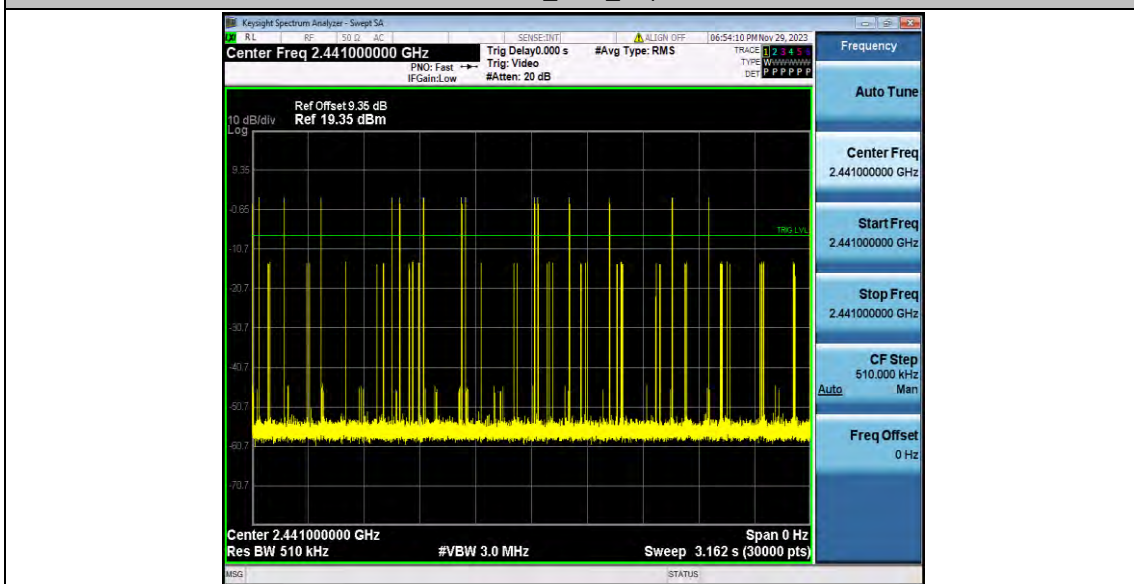 Keysight Spectrum Analyzer - Swept SA
RL RF 50 Ω AC SENSE:INT ALIGN OFF 06:54:10 PM Nov 29, 2023
Center Freq 2.441000000 GHz
PNO: Fast
IFGain:Low
Trig Delay0.000 s
Trig: Video
#Atten: 20 dB
#Avg Type: RMS
TRACE 1 2 3 4 5 6
TYPE
DET P P P P P P
Frequency
Auto Tune
Center Freq
2.441000000 GHz
Start Freq
2.441000000 GHz
Stop Freq
2.441000000 GHz
CF Step
510.000 kHz
Auto Man
Freq Offset
0 Hz
Ref Offset 9.35 dB
10 dB/div Ref 19.35 dBm
Log
9.35
-0.65
TRIG LVL
-10.7
-20.7
-30.7
-40.7
-50.7
-60.7
-70.7
Center 2.441000000 GHz Span 0 Hz
Res BW 510 kHz #VBW 3.0 MHz Sweep 3.162 s (30000 pts)
MSG STATUS